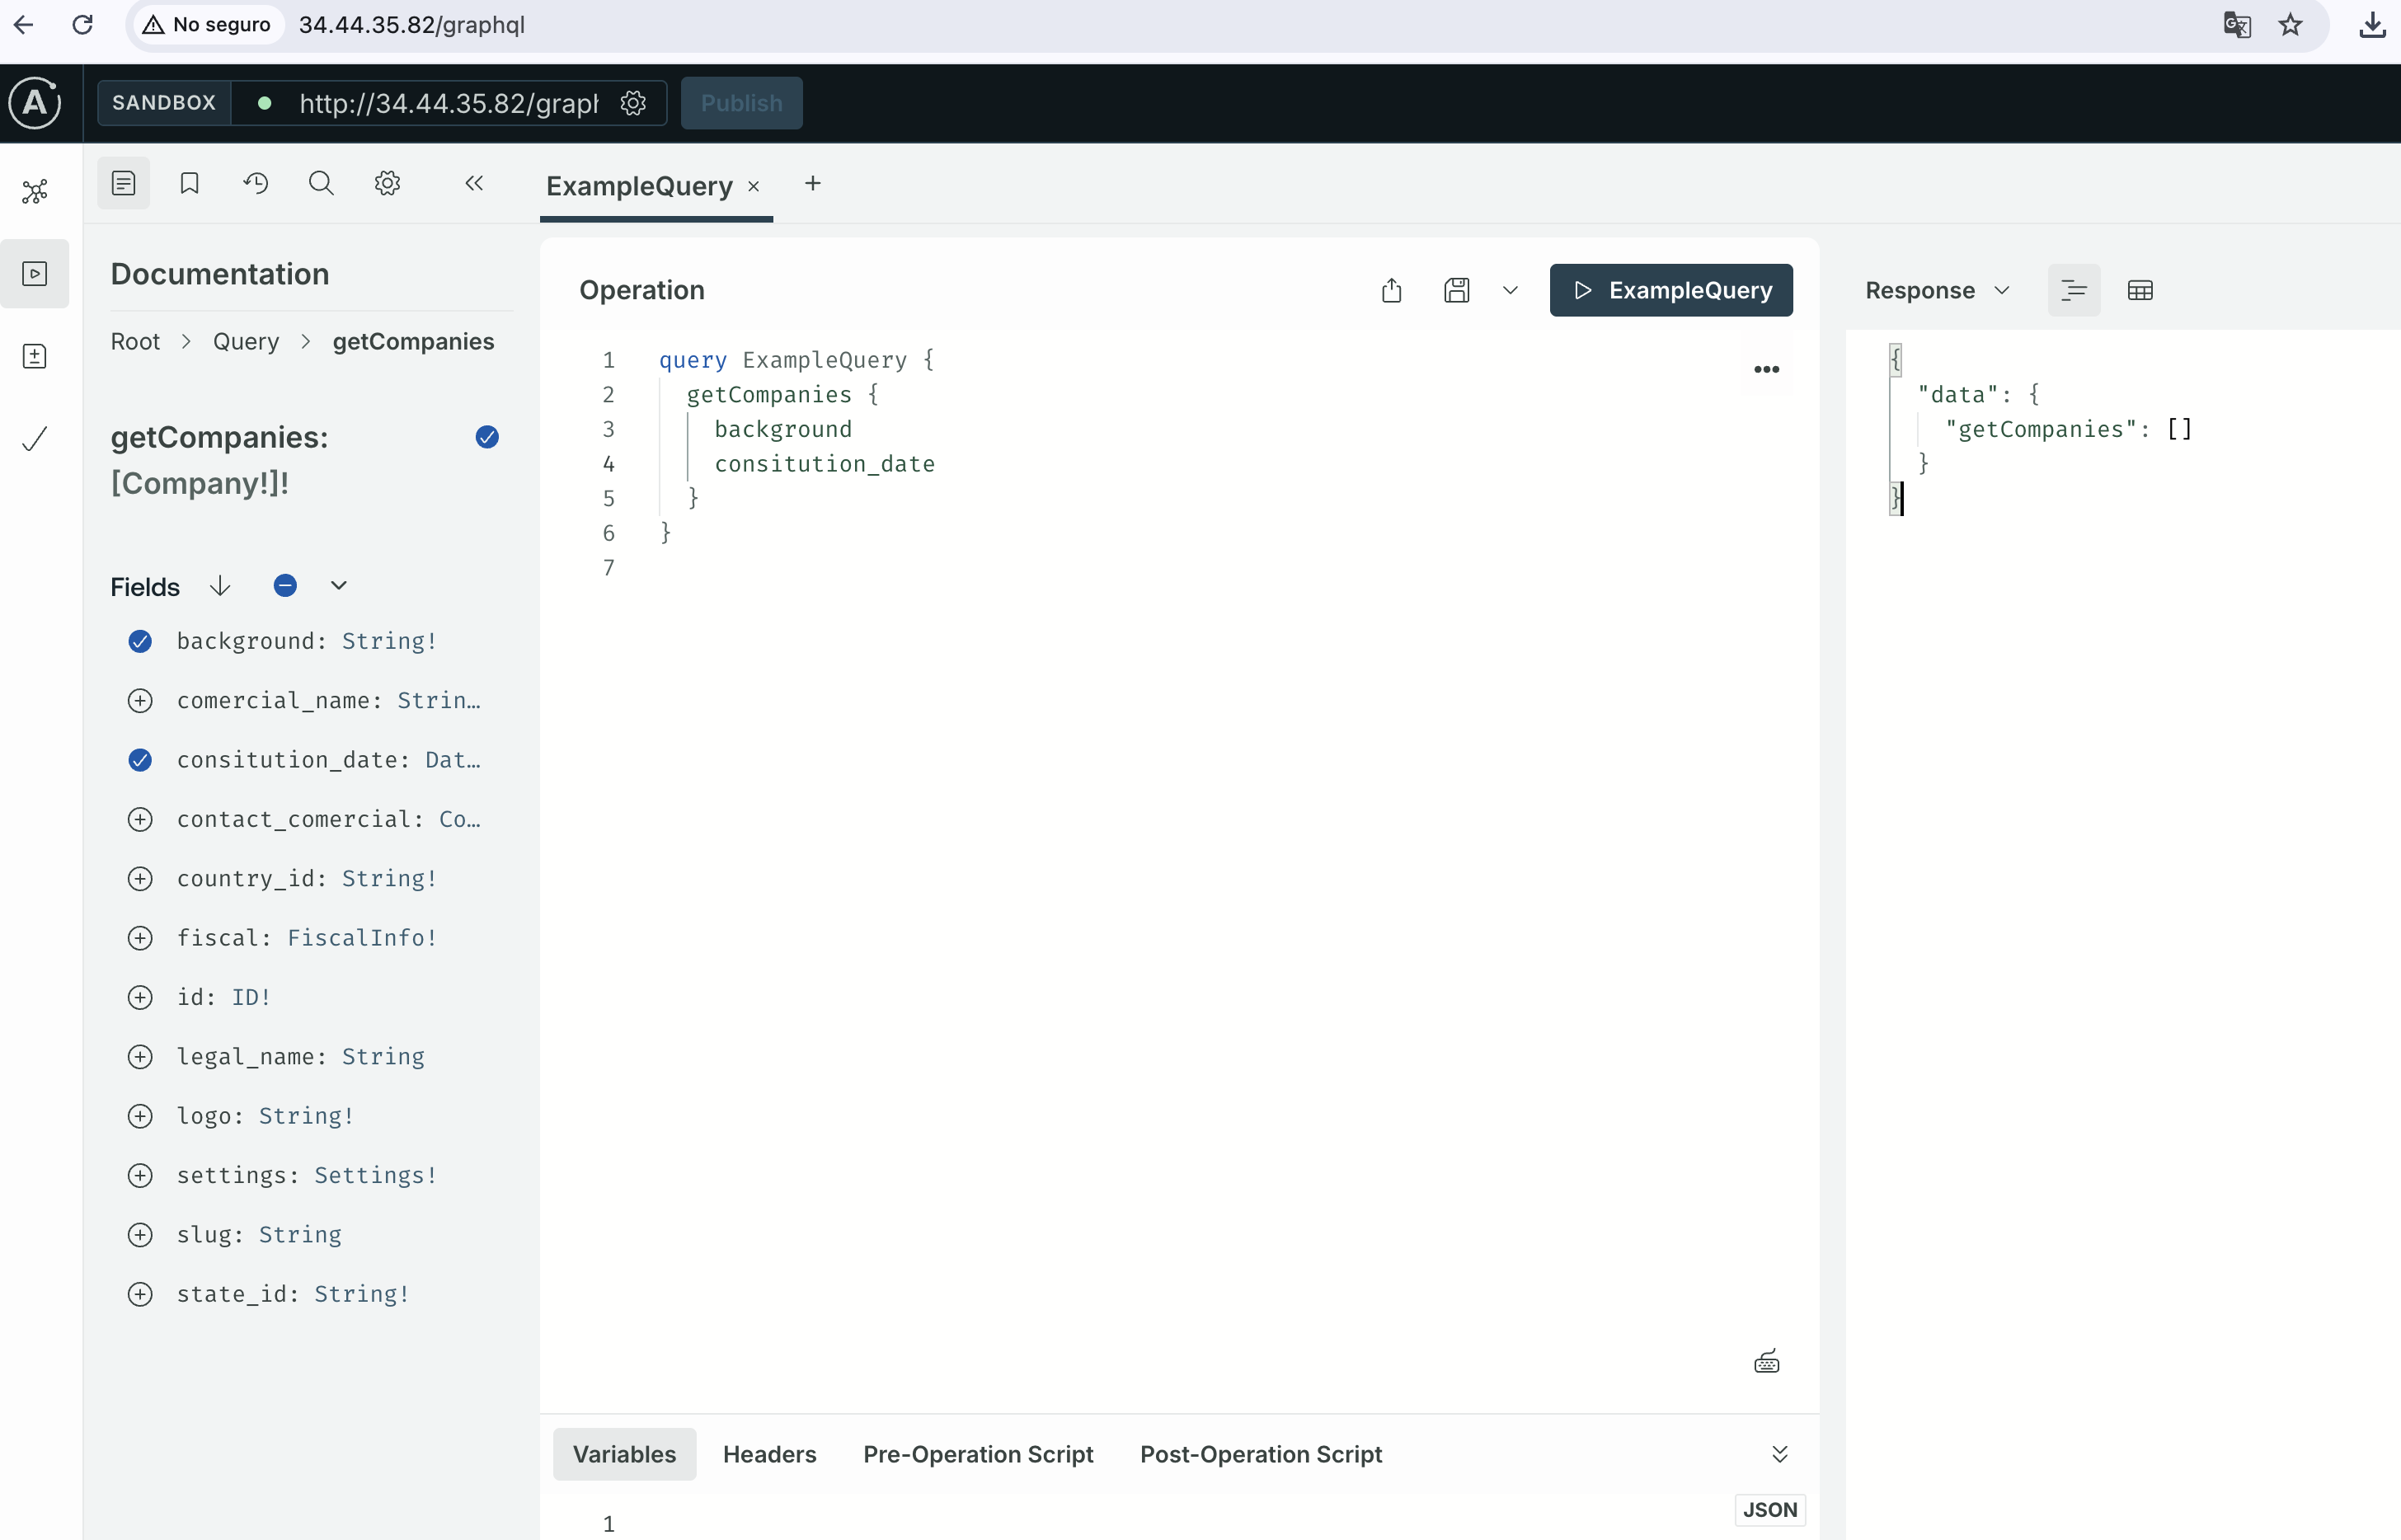 No seguro
34.44.35.82/graphql
SANDBOX
http://34.44.35.82/graph
Publish
ExampleQuery
Documentation
Root > Query > getCompanies
getCompanies:
[Company!]!
Fields
background: String!
comercial_name: Strin…
consitution_date: Dat…
contact_comercial: Co…
country_id: String!
fiscal: FiscalInfo!
id: ID!
legal_name: String
logo: String!
settings: Settings!
slug: String
state_id: String!
Operation
ExampleQuery
1 query ExampleQuery {
2 getCompanies {
3 background
4 consitution_date
5 }
6 }
7
Variables
Headers
Pre-Operation Script
Post-Operation Script
JSON
1
Response
{
"data": {
"getCompanies": []
}
}